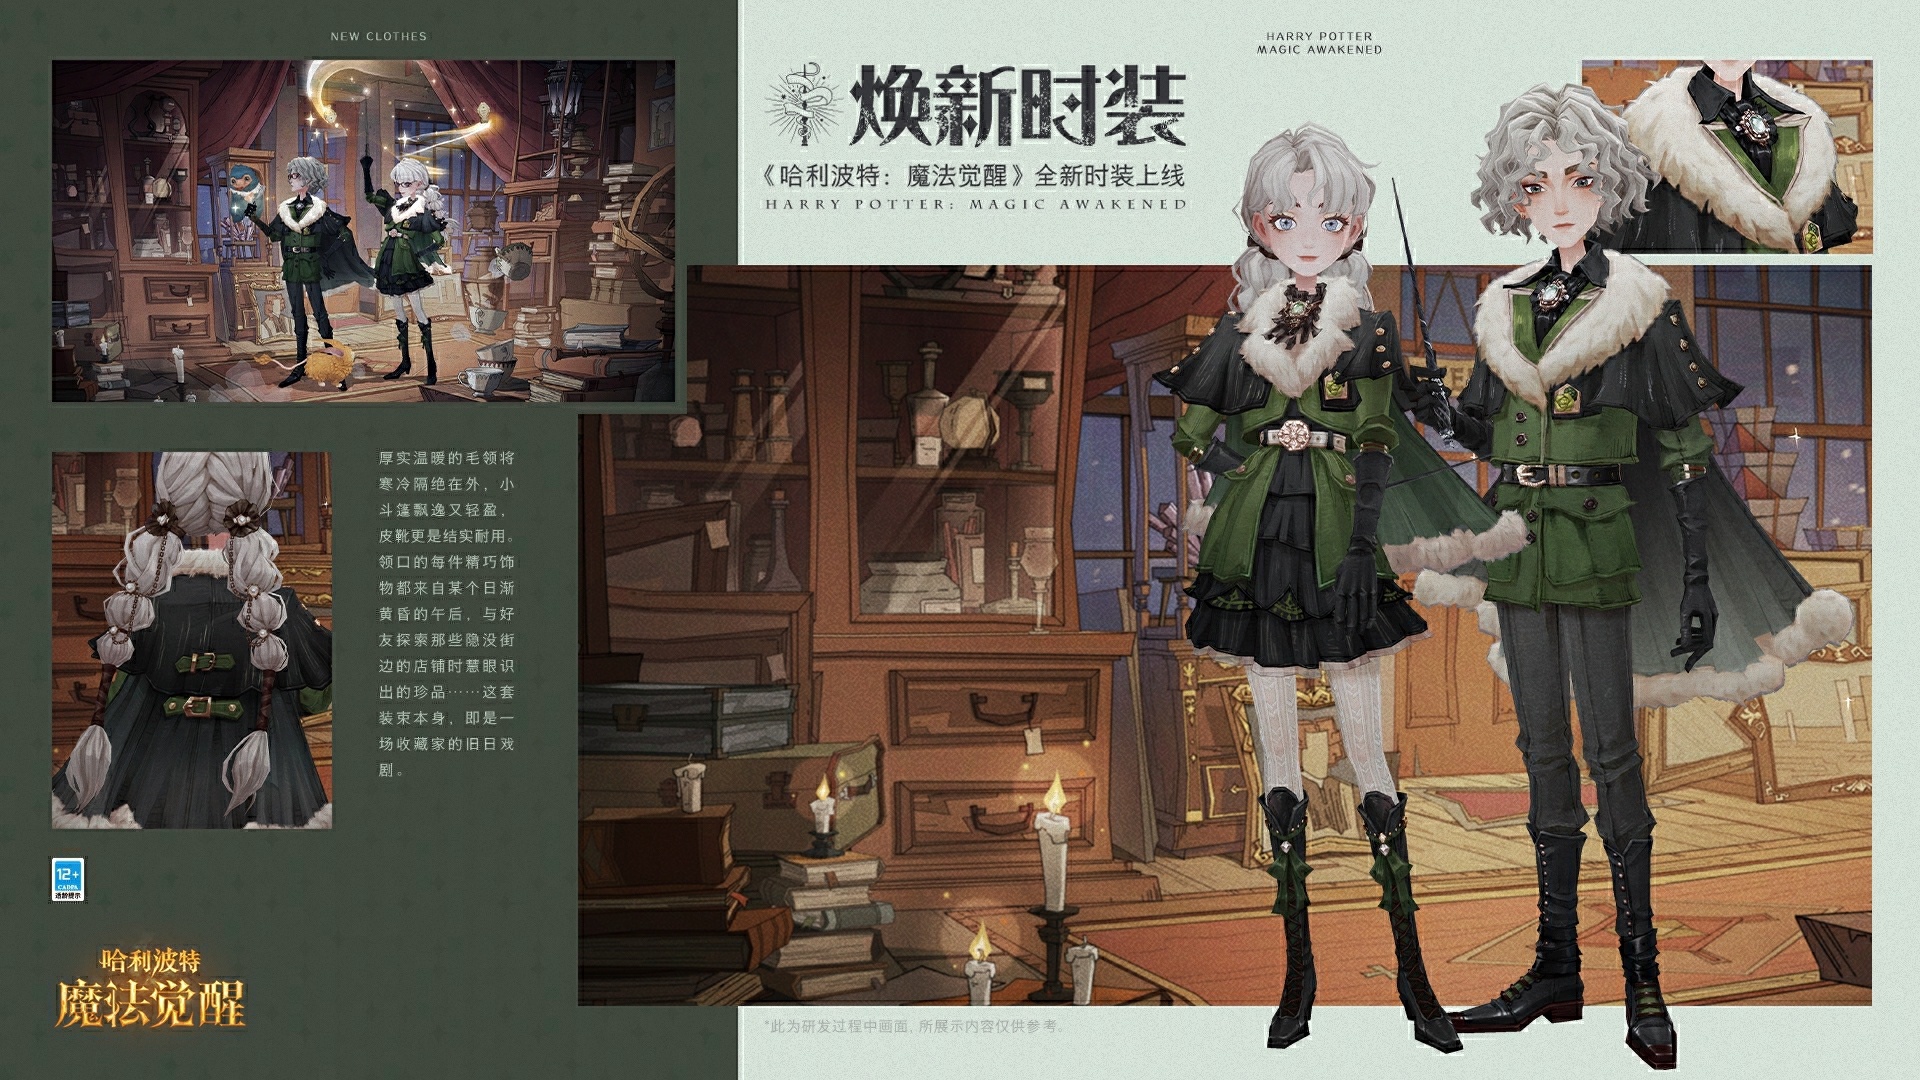 NEW CLOTHES
HARRY POTTER
MAGIC AWAKENED
焕新时装
《哈利波特：魔法觉醒》全新时装上线
HARRY POTTER: MAGIC AWAKENED
厚实温暖的毛领将
寒冷隔绝在外，小
斗篷飘逸又轻盈，
皮靴更是结实耐用。
领口的每件精巧饰
物都来自某个日渐
黄昏的午后，与好
友探索那些隐没街
边的店铺时慧眼识
出的珍品……这套
装束本身，即是一
场收藏家的旧日戏
剧。
12+
CADPA
适龄提示
哈利波特
魔法觉醒
*此为研发过程中画面, 所展示内容仅供参考。